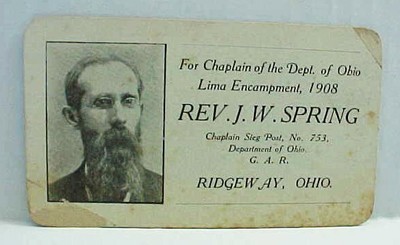 For Chaplain of the Dept. of Ohio
Lima Encampment, 1908
REV. J. W. SPRING
Chaplain Sieg Post, No. 753,
Department of Ohio.
G. A. R.
RIDGEWAY, OHIO.